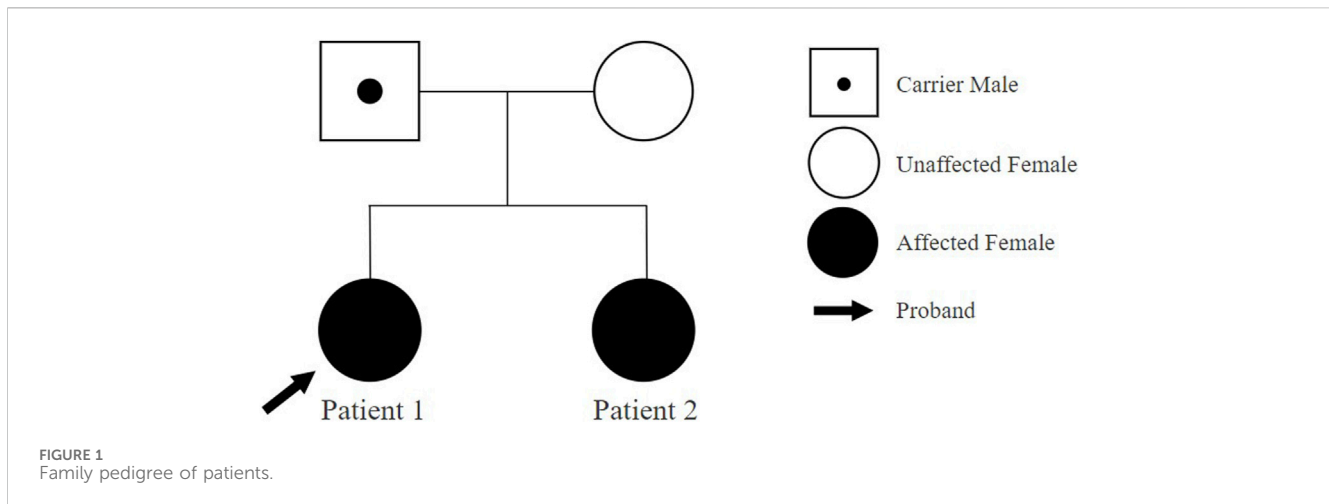 Carrier Male
Unaffected Female
Affected Female
Proband
Patient 1
Patient 2
FIGURE 1
Family pedigree of patients.